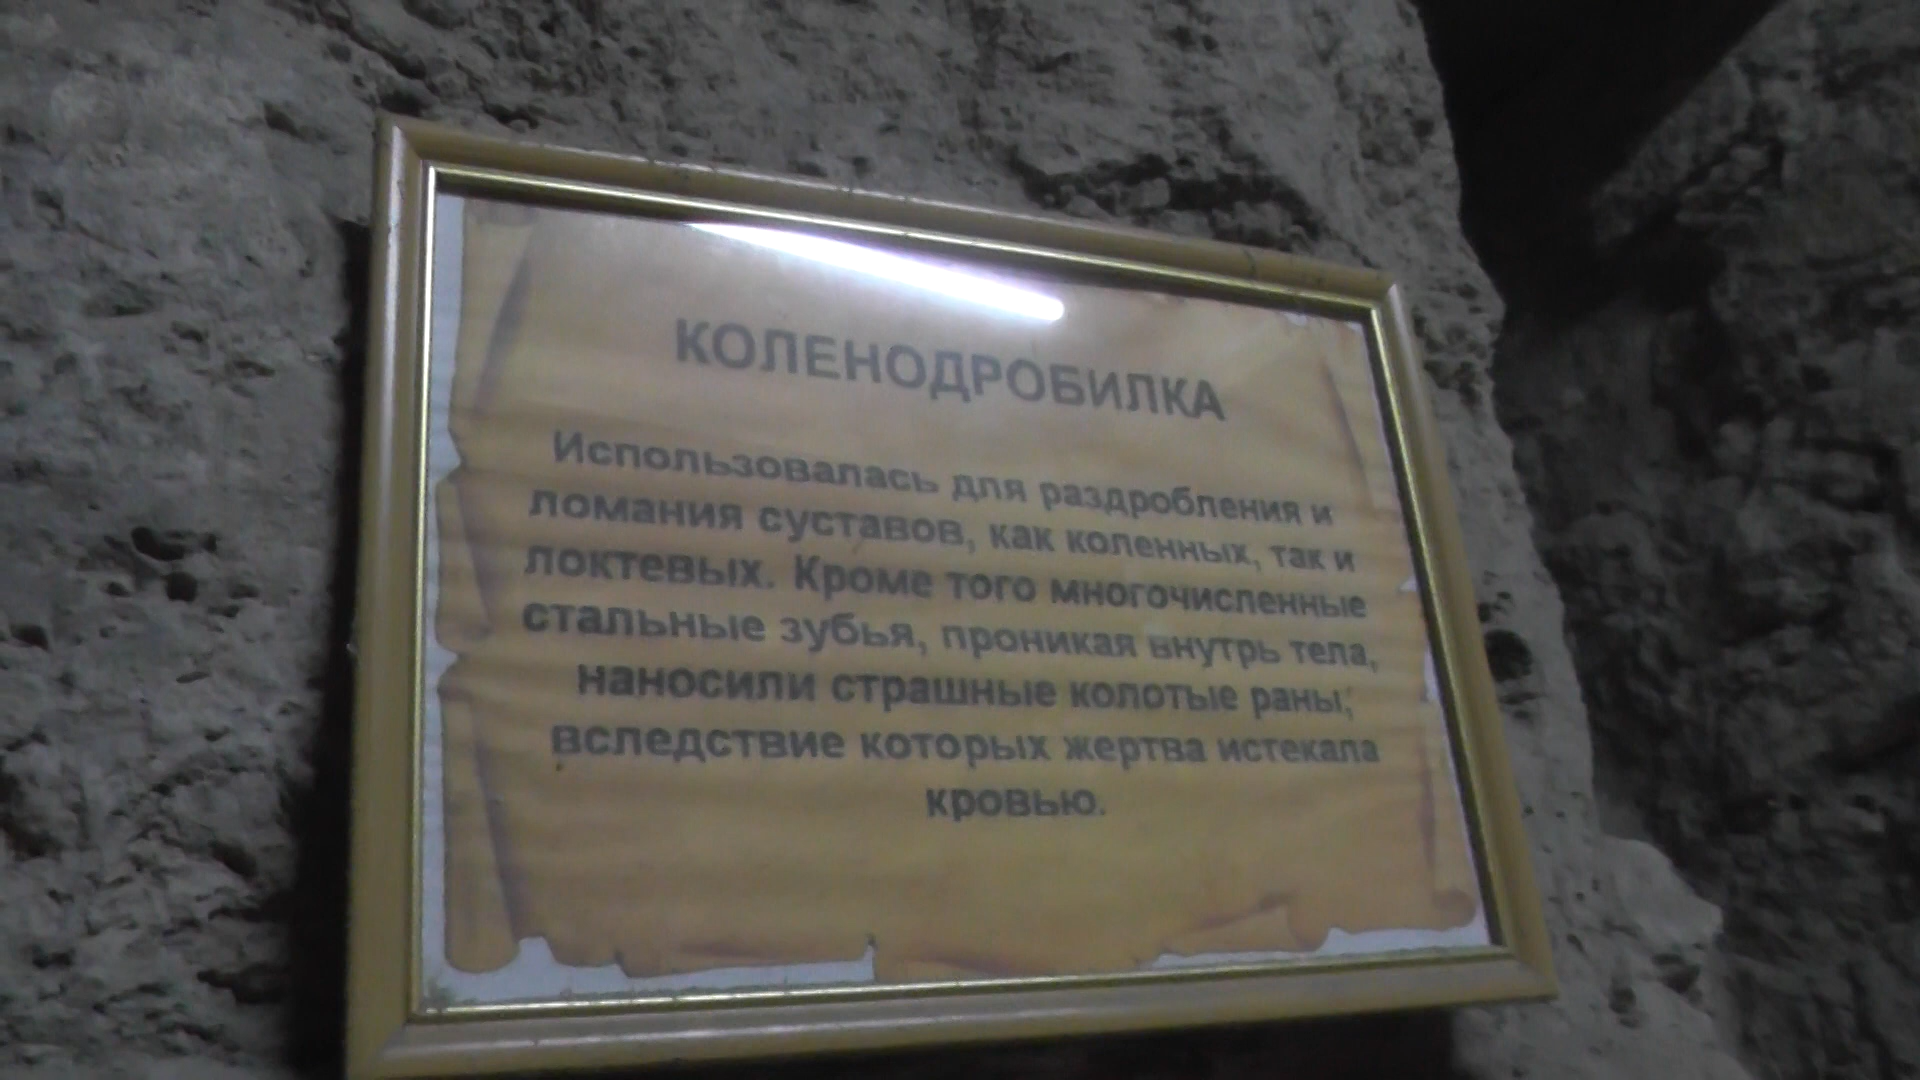 КОЛЕНОДРОБИЛКА
Использовалась для раздробления и
ломания суставов, как коленных, так и
локтевых. Кроме того многочисленные
стальные зубья, проникая внутрь тела,
наносили страшные колотые раны,
вследствие которых жертва истекала
кровью.